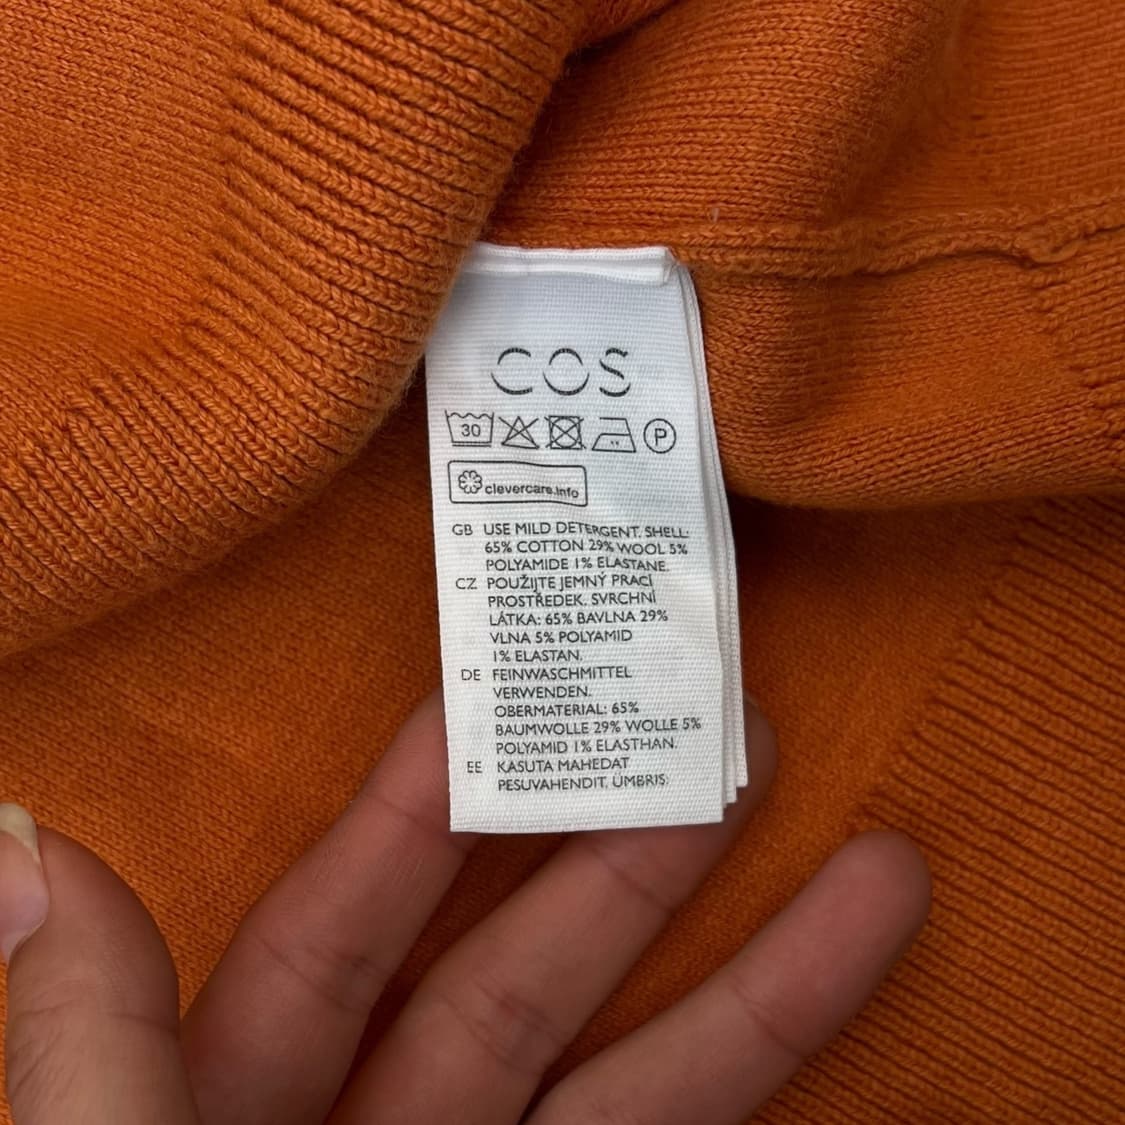 COS
30 P
clevercare.info
GB USE MILD DETERGENT. SHELL:
65% COTTON 29% WOOL 5%
POLYAMIDE 1% ELASTANE.
CZ POUŽIJTE JEMNÝ PRACÍ
PROSTŘEDEK. SVRCHNÍ
LÁTKA: 65% BAVLNA 29%
VLNA 5% POLYAMID
1% ELASTAN.
DE FEINWASCHMITTEL
VERWENDEN.
OBERMATERIAL: 65%
BAUMWOLLE 29% WOLLE 5%
POLYAMID 1% ELASTHAN.
EE KASUTA MAHEDAT
PESUVAHENDIT. ÜMBRIS: